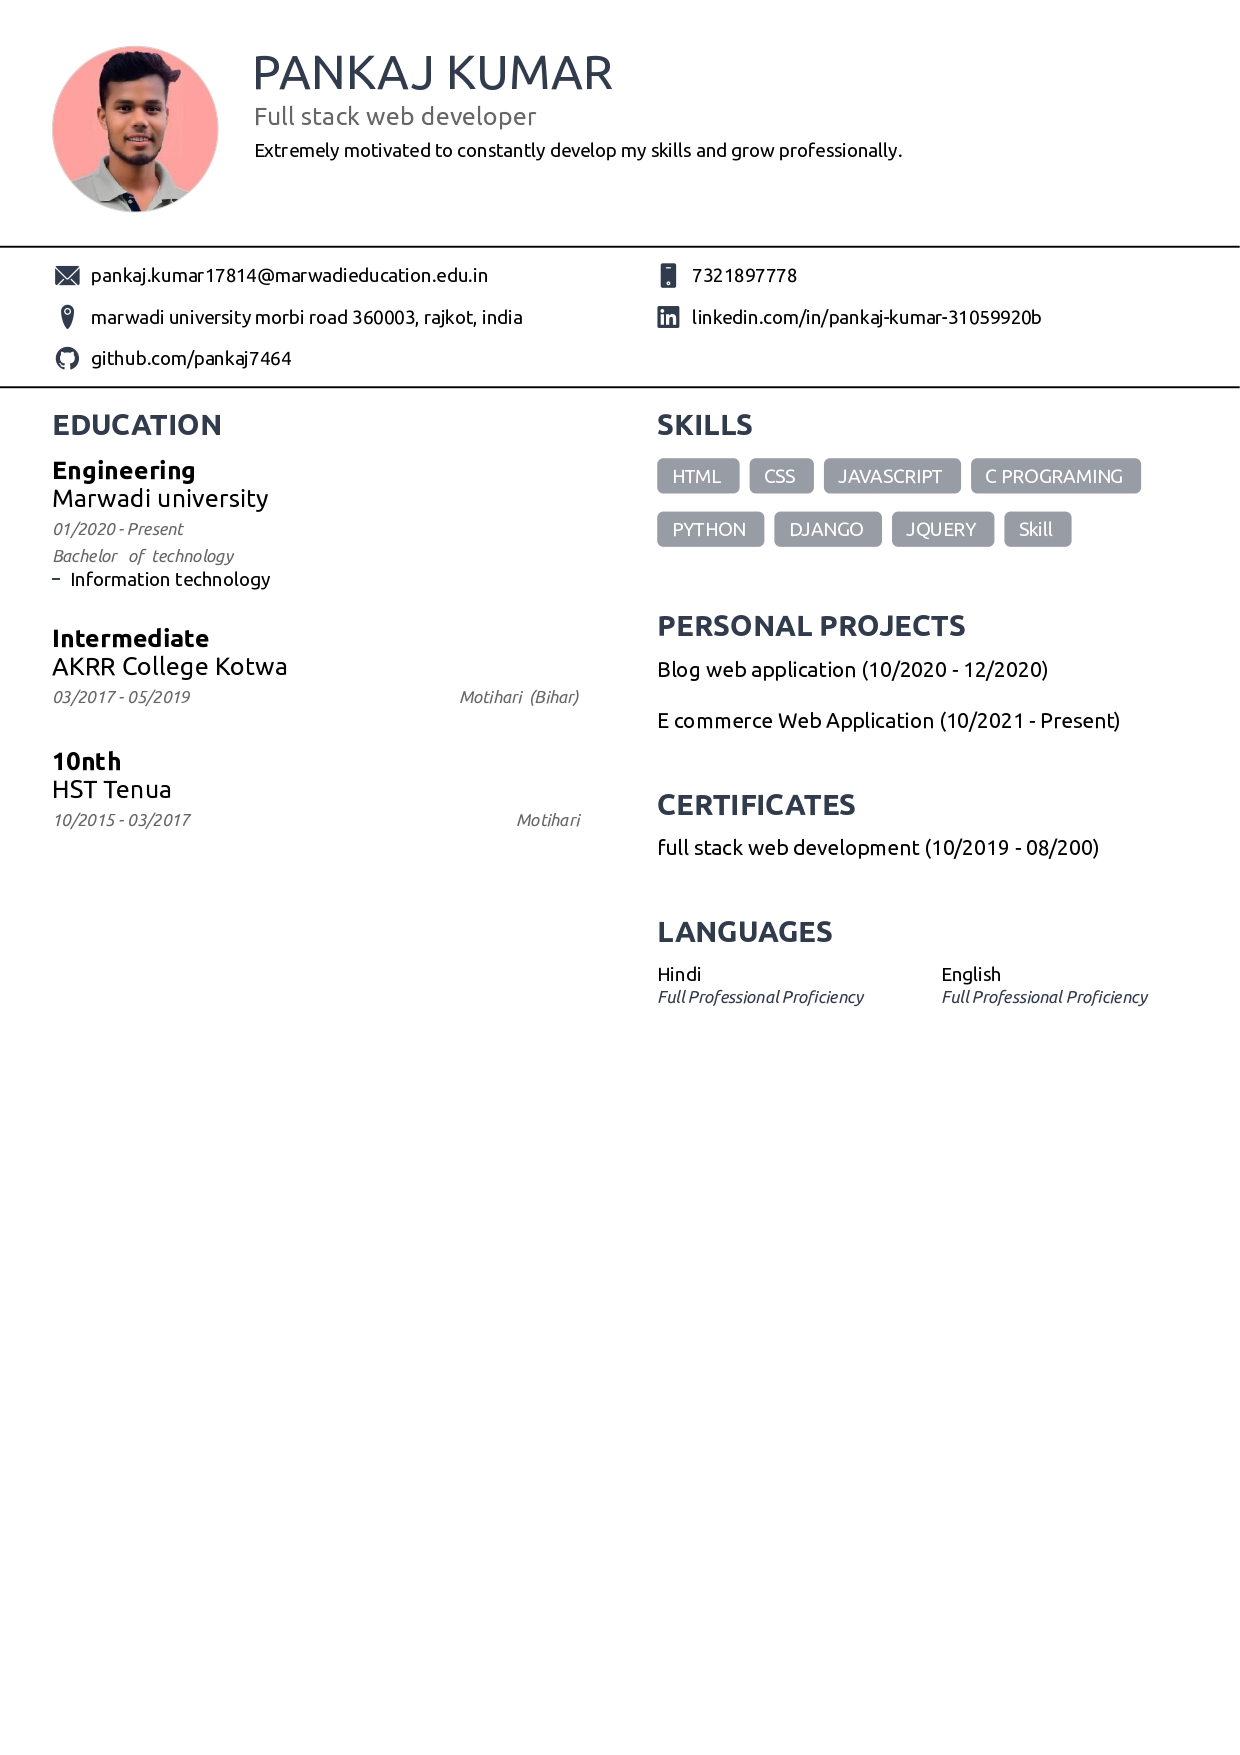 PANKAJ KUMAR
Full stack web developer
Extremely motivated to constantly develop my skills and grow professionally.
pankaj.kumar17814@marwadieducation.edu.in
7321897778
marwadi university morbi road 360003, rajkot, india
linkedin.com/in/pankaj-kumar-31059920b
github.com/pankaj7464
EDUCATION
Engineering
Marwadi university
01/2020 - Present
Bachelor of technology
– Information technology
Intermediate
AKRR College Kotwa
03/2017 - 05/2019 Motihari (Bihar)
10nth
HST Tenua
10/2015 - 03/2017 Motihari
SKILLS
HTML CSS JAVASCRIPT C PROGRAMING
PYTHON DJANGO JQUERY Skill
PERSONAL PROJECTS
Blog web application (10/2020 - 12/2020)
E commerce Web Application (10/2021 - Present)
CERTIFICATES
full stack web development (10/2019 - 08/200)
LANGUAGES
Hindi English
Full Professional Proficiency Full Professional Proficiency